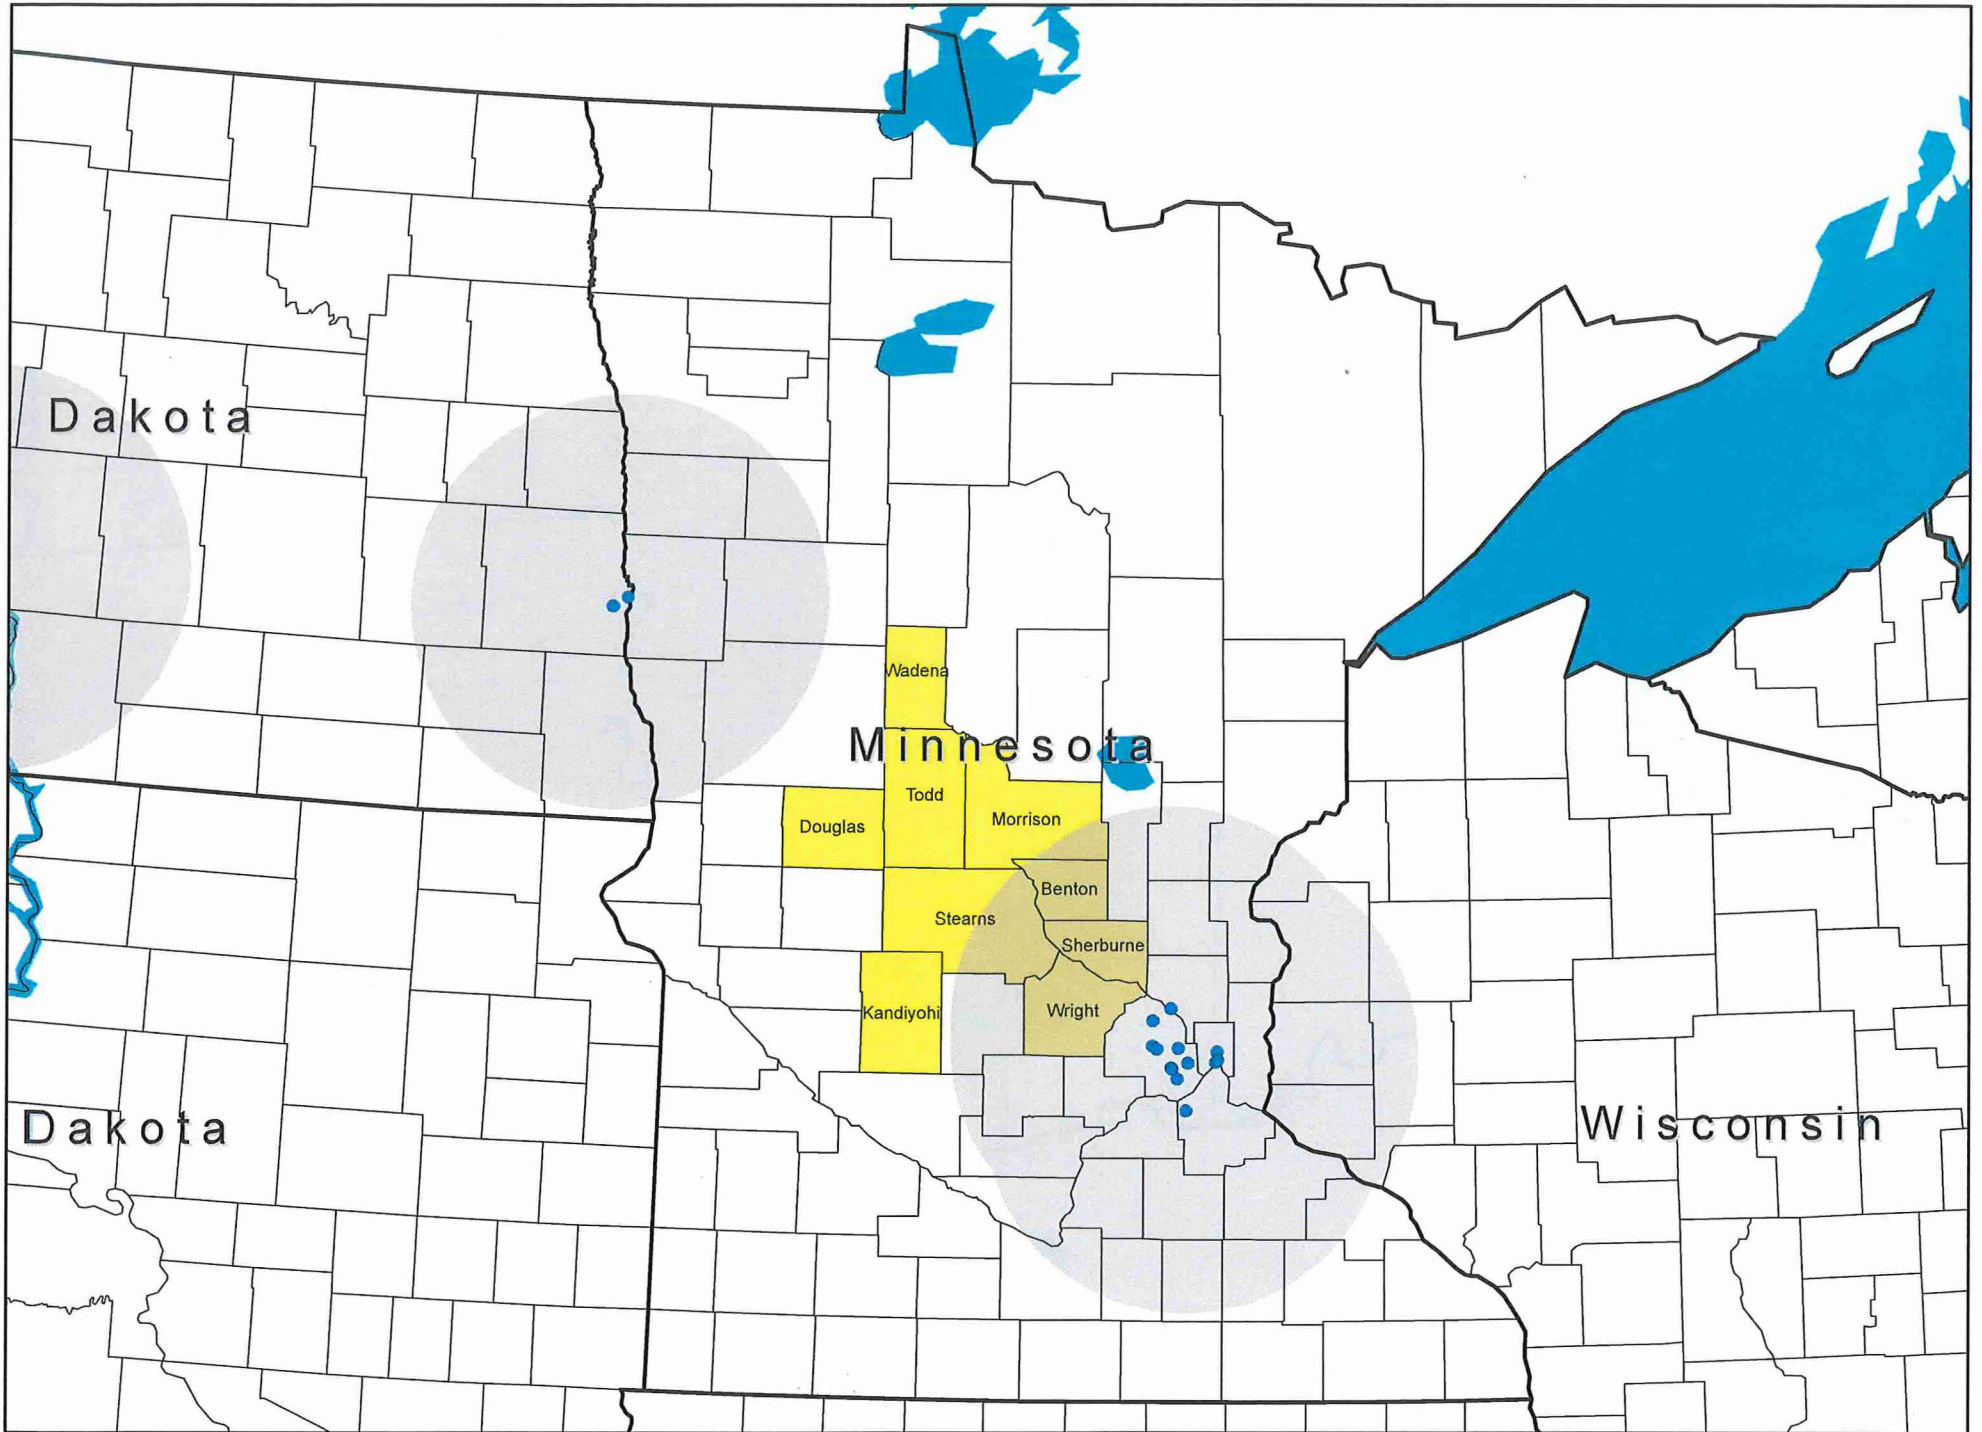 Dakota
Wadena
Minnesota
Todd
Douglas
Morrison
Benton
Stearns
Sherburne
Kandiyohi
Wright
Dakota
Wisconsin